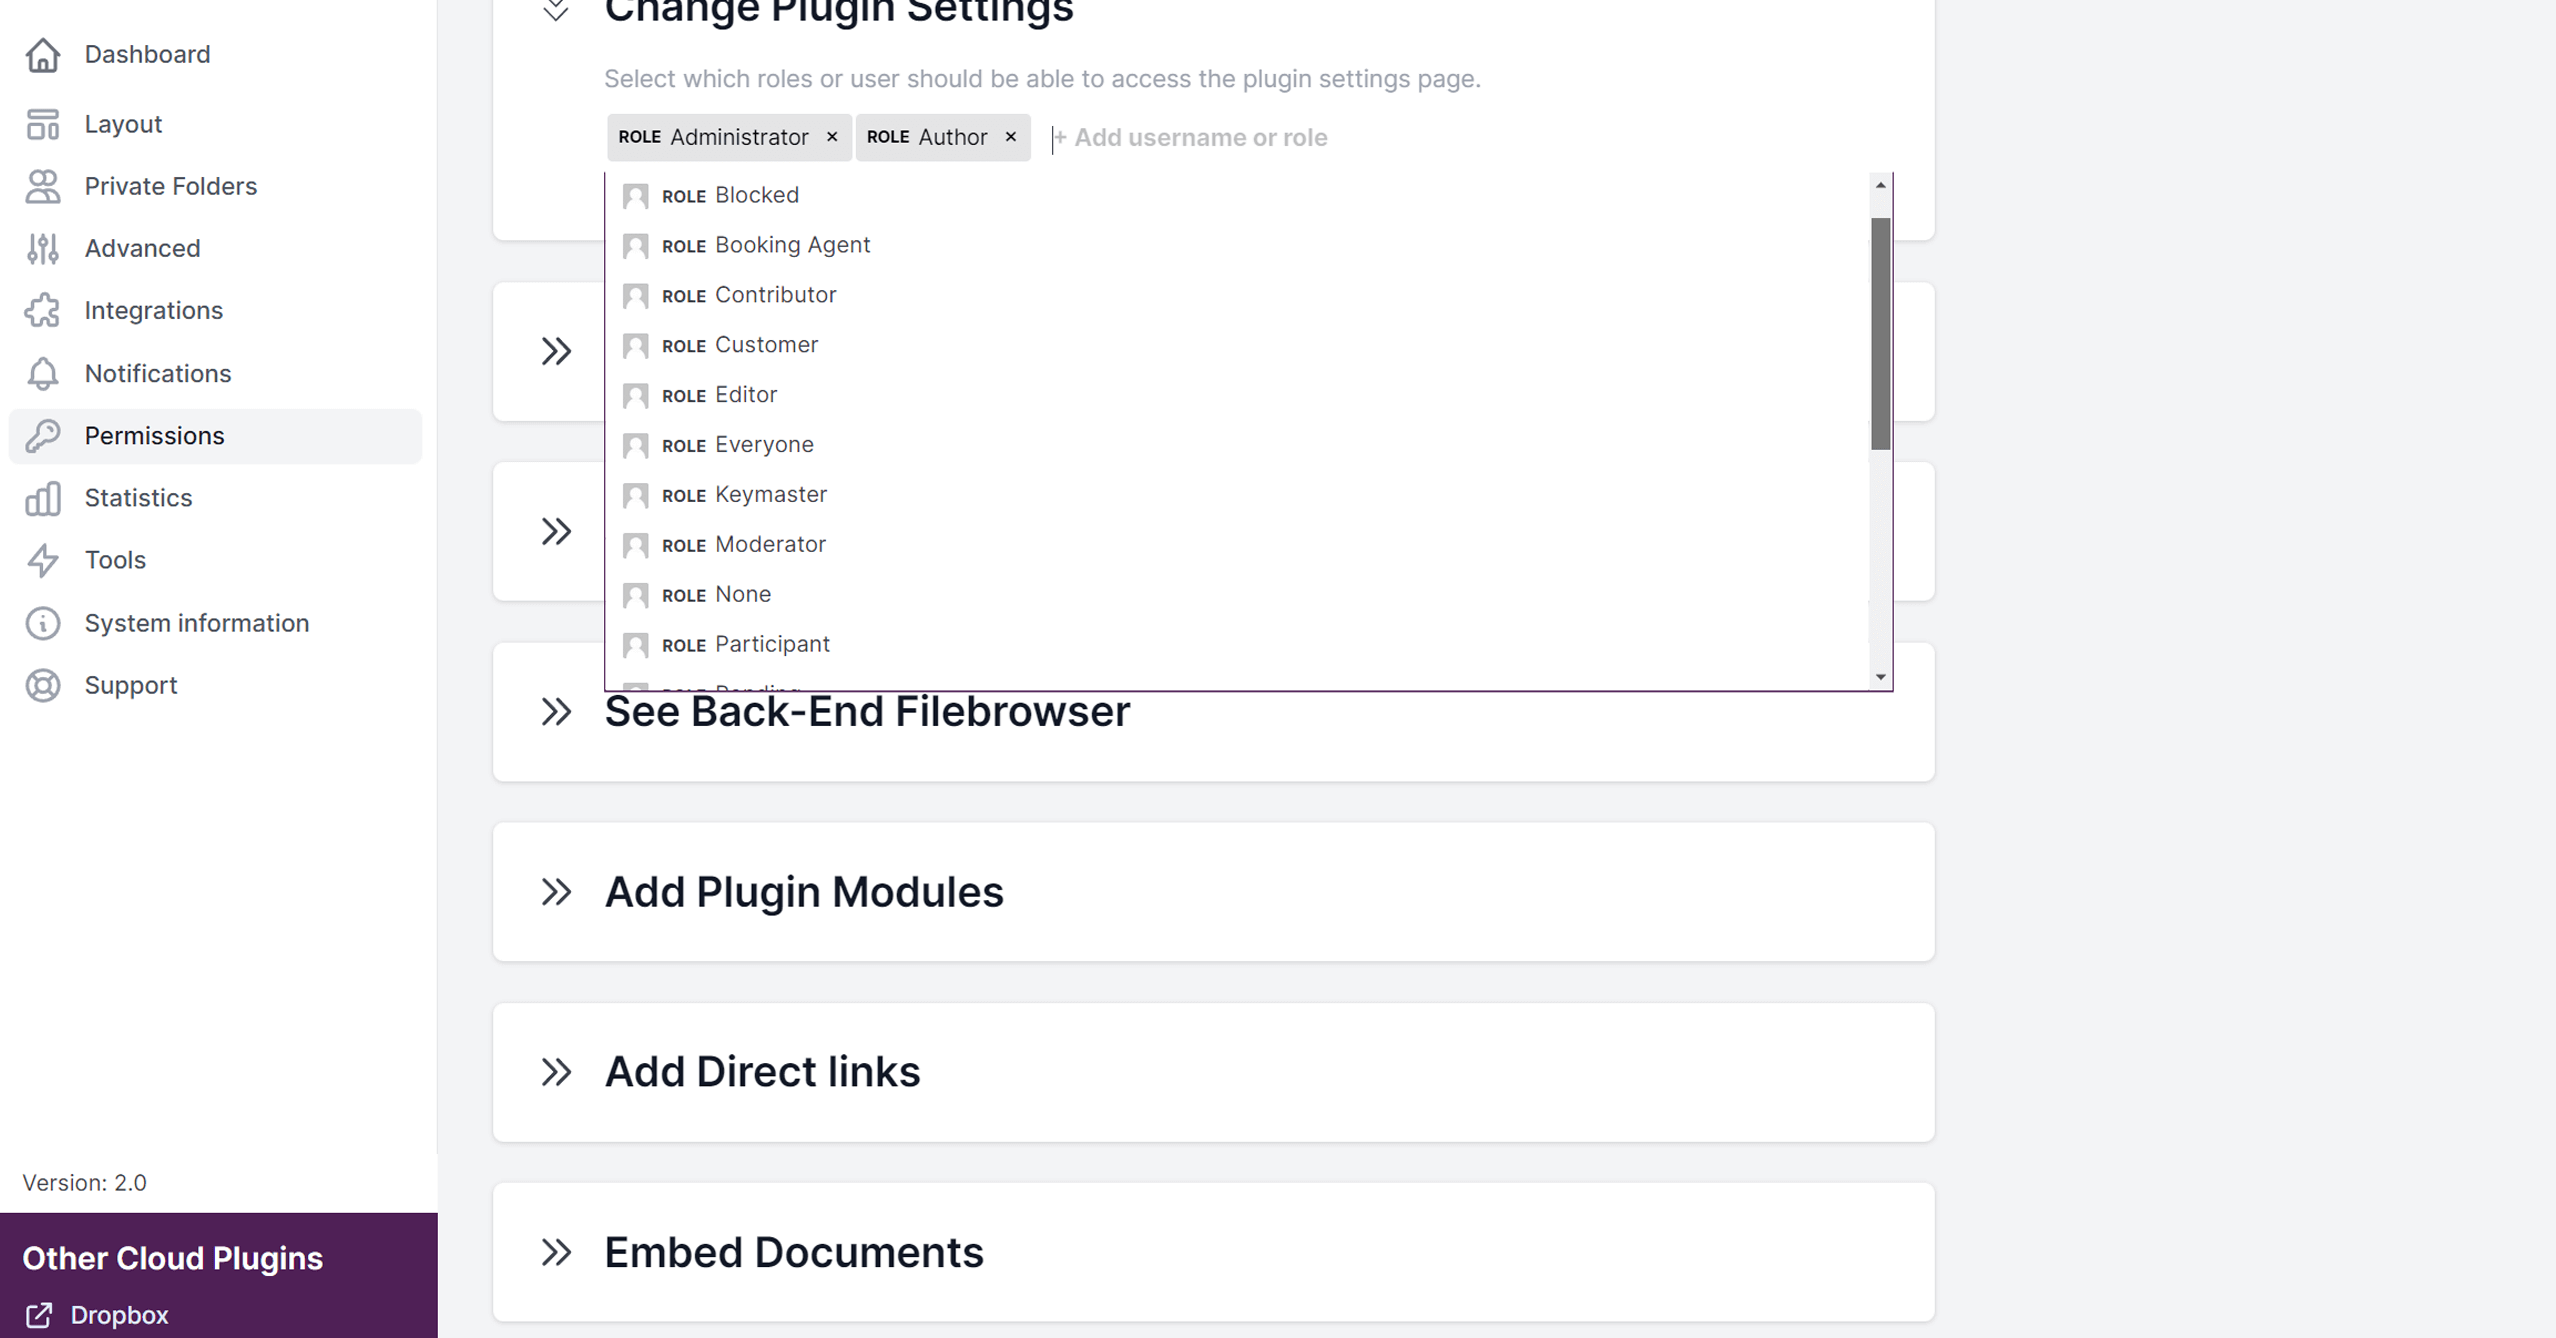 Dashboard
Layout
Private Folders
Advanced
Integrations
Notifications
Permissions
Statistics
Tools
System information
Support
Version: 2.0
Other Cloud Plugins
Dropbox
Change Plugin Settings
Select which roles or user should be able to access the plugin settings page.
ROLE Administrator × ROLE Author × + Add username or role
ROLE Blocked
ROLE Booking Agent
ROLE Contributor
ROLE Customer
ROLE Editor
ROLE Everyone
ROLE Keymaster
ROLE Moderator
ROLE None
ROLE Participant
See Back-End Filebrowser
Add Plugin Modules
Add Direct links
Embed Documents